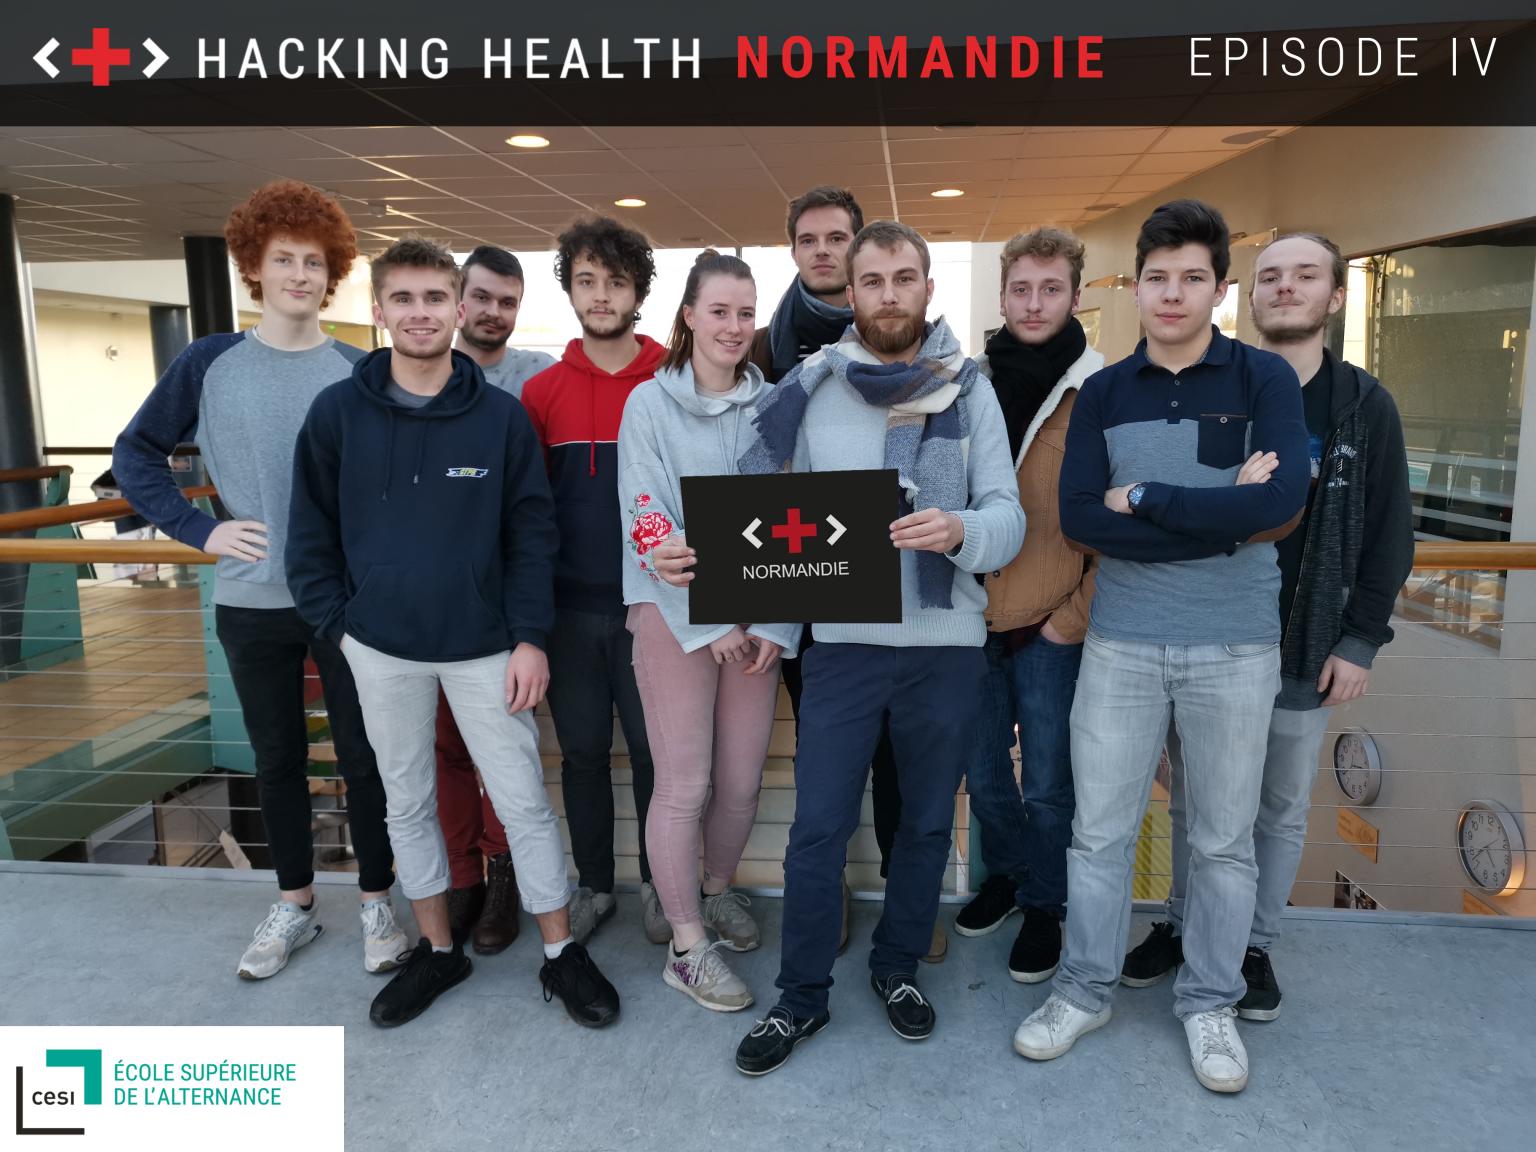 HACKING HEALTH NORMANDIE EPISODE IV
NORMANDIE
cesi
ÉCOLE SUPÉRIEURE
DE L'ALTERNANCE